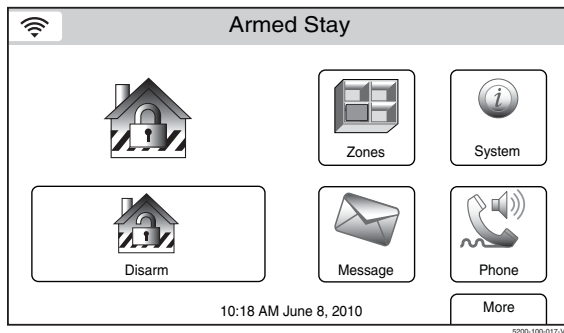 Armed Stay
Zones
System
Disarm
Message
Phone
10:18 AM June 8, 2010
More